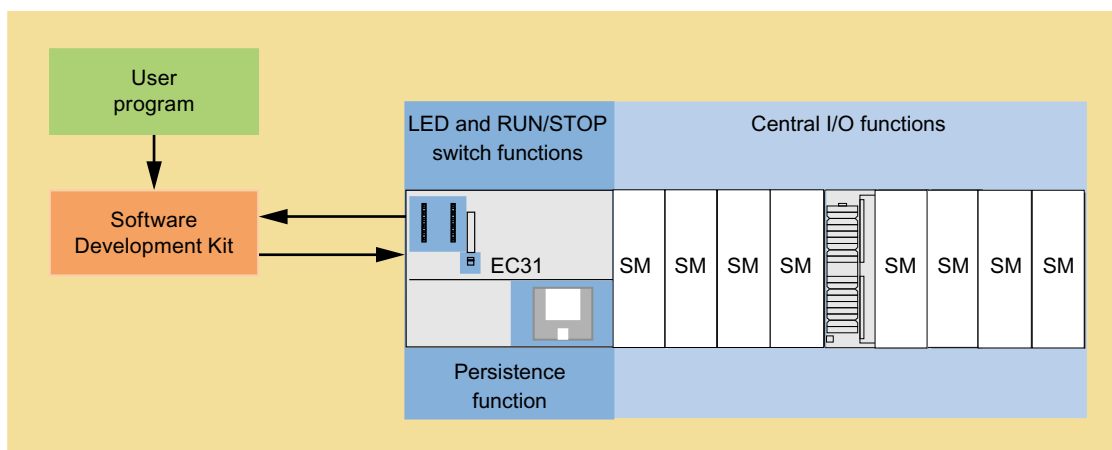 User
program
Software
Development Kit
LED and RUN/STOP
switch functions
Central I/O functions
EC31
SM
SM
SM
SM
SM
SM
SM
SM
Persistence
function